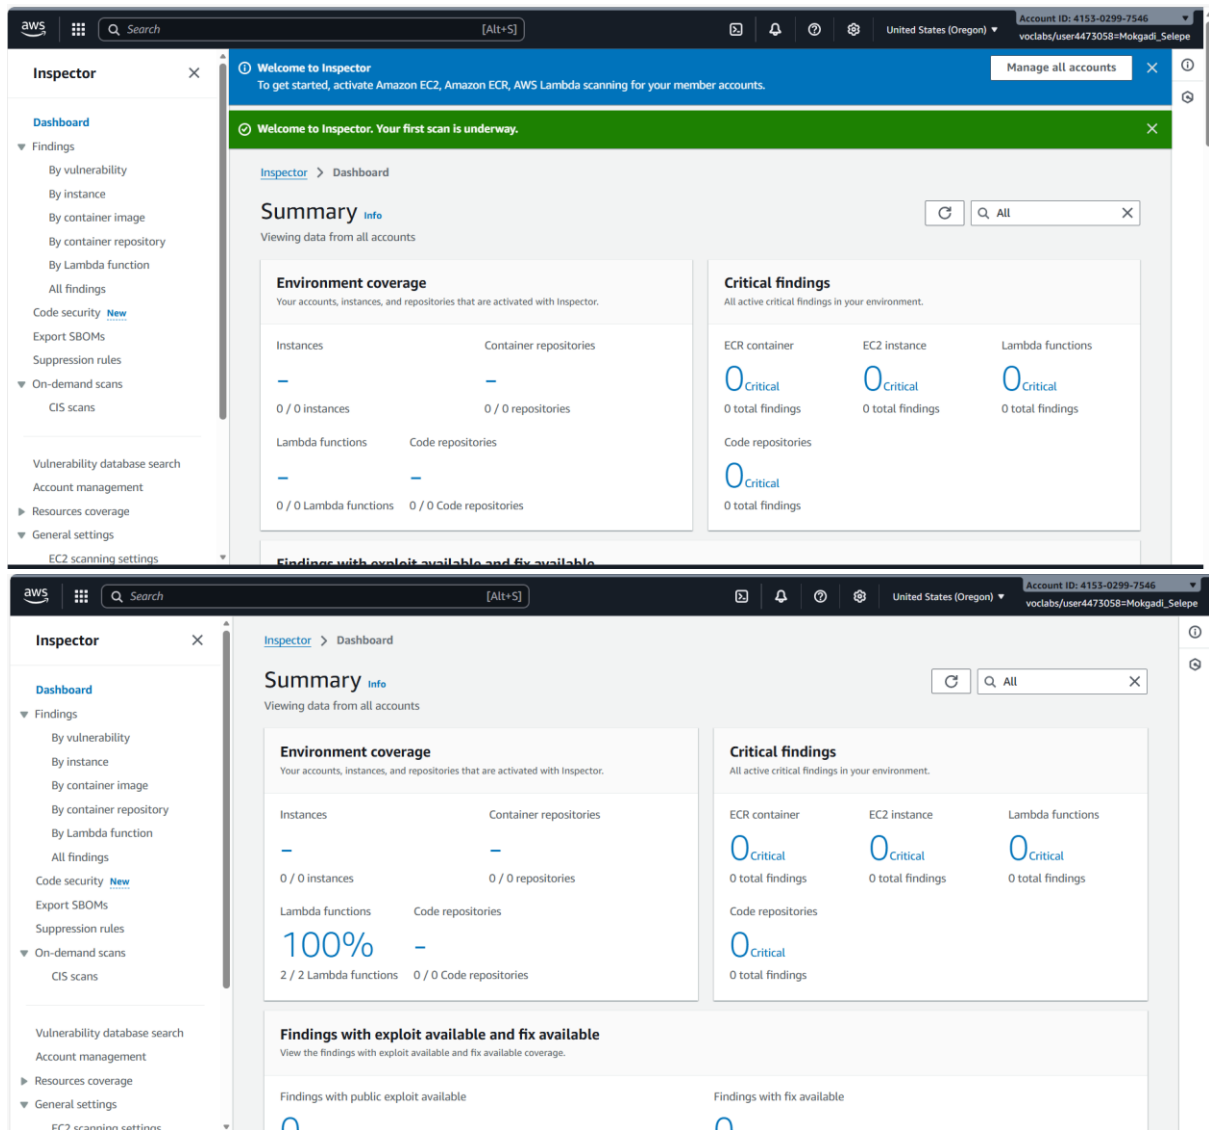 aws
Search
[Alt+S]
United States (Oregon) ▼
Account ID: 4153-0299-7546 ▼
voclabs/user4473058=Mokgadi_Selepe
Inspector
Dashboard
Findings
By vulnerability
By instance
By container image
By container repository
By Lambda function
All findings
Code security New
Export SBOMs
Suppression rules
On-demand scans
CIS scans
Vulnerability database search
Account management
Resources coverage
General settings
EC2 scanning settings
Welcome to Inspector
To get started, activate Amazon EC2, Amazon ECR, AWS Lambda scanning for your member accounts.
Manage all accounts
Welcome to Inspector. Your first scan is underway.
Inspector > Dashboard
Summary Info
Viewing data from all accounts
All
Environment coverage
Your accounts, instances, and repositories that are activated with Inspector.
Instances
-
0 / 0 instances
Container repositories
-
0 / 0 repositories
Lambda functions
-
0 / 0 Lambda functions
Code repositories
-
0 / 0 Code repositories
Critical findings
All active critical findings in your environment.
ECR container
0 Critical
0 total findings
EC2 instance
0 Critical
0 total findings
Lambda functions
0 Critical
0 total findings
Code repositories
0 Critical
0 total findings
Findings with exploit available and fix available
aws
Search
[Alt+S]
United States (Oregon) ▼
Account ID: 4153-0299-7546 ▼
voclabs/user4473058=Mokgadi_Selepe
Inspector
Dashboard
Findings
By vulnerability
By instance
By container image
By container repository
By Lambda function
All findings
Code security New
Export SBOMs
Suppression rules
On-demand scans
CIS scans
Vulnerability database search
Account management
Resources coverage
General settings
EC2 scanning settings
Inspector > Dashboard
Summary Info
Viewing data from all accounts
All
Environment coverage
Your accounts, instances, and repositories that are activated with Inspector.
Instances
-
0 / 0 instances
Container repositories
-
0 / 0 repositories
Lambda functions
100%
2 / 2 Lambda functions
Code repositories
-
0 / 0 Code repositories
Critical findings
All active critical findings in your environment.
ECR container
0 Critical
0 total findings
EC2 instance
0 Critical
0 total findings
Lambda functions
0 Critical
0 total findings
Code repositories
0 Critical
0 total findings
Findings with exploit available and fix available
View the findings with exploit available and fix available coverage.
Findings with public exploit available
0
Findings with fix available
0